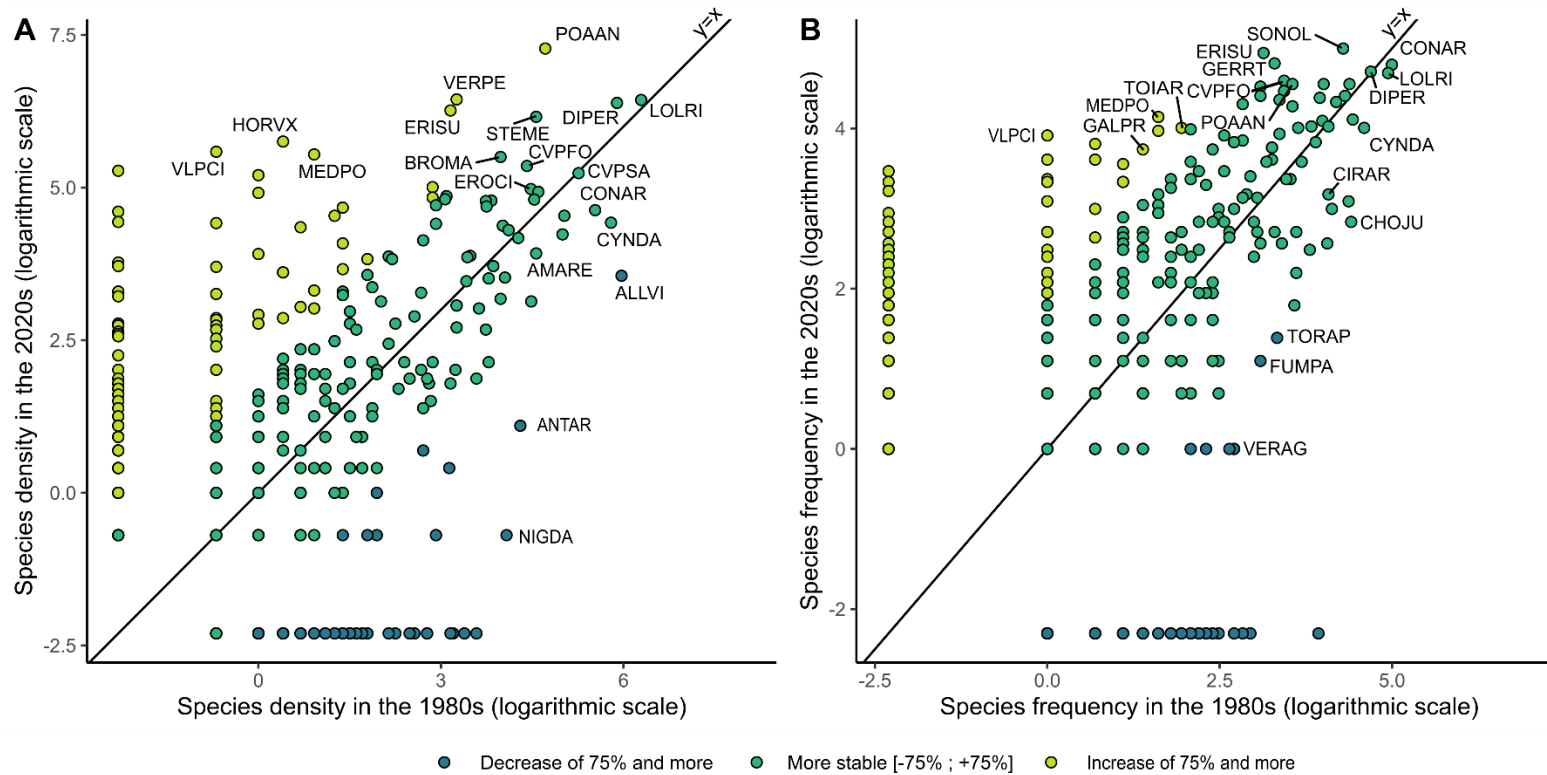 A
7.5
5.0
2.5
0.0
-2.5
Species density in the 2020s (logarithmic scale)
0
3
6
Species density in the 1980s (logarithmic scale)
y=x
POAAN
VERPE
ERISU
DIPER
LOLRI
STEME
HORVX
BROMA
CVPFO
VLPCI
MEDPO
EROCI
CVPSA
CONAR
CYNDA
AMARE
ALLVI
ANTAR
NIGDA
B
4
2
0
-2
Species frequency in the 2020s (logarithmic scale)
-2.5
0.0
2.5
5.0
Species frequency in the 1980s (logarithmic scale)
y=x
SONOL
ERISU
CONAR
GERRT
LOLRI
TOIAR
CVPFO
DIPER
MEDPO
GALPR
POAAN
VLPCI
CYNDA
CIRAR
CHOJU
TORAP
FUMPA
VERAG
Decrease of 75% and more
More stable [-75% ; +75%]
Increase of 75% and more